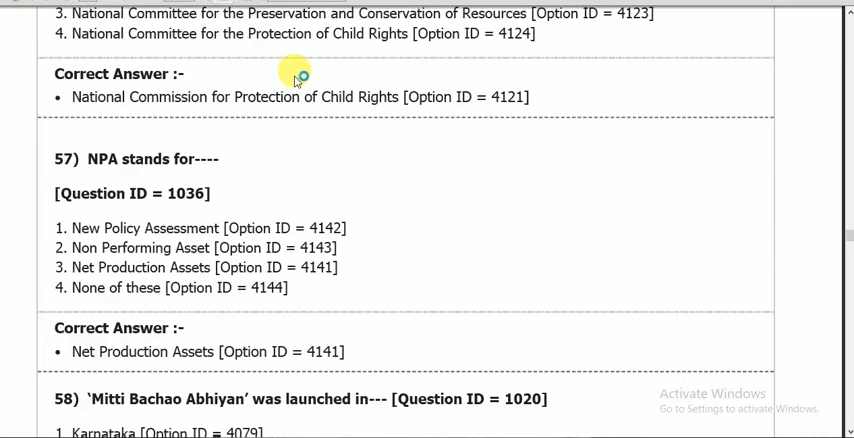 3. National Committee for the Preservation and Conservation of Resources [Option ID = 4123]
4. National Committee for the Protection of Child Rights [Option ID = 4124]
Correct Answer :-
• National Commission for Protection of Child Rights [Option ID = 4121]
57) NPA stands for----
[Question ID = 1036]
1. New Policy Assessment [Option ID = 4142]
2. Non Performing Asset [Option ID = 4143]
3. Net Production Assets [Option ID = 4141]
4. None of these [Option ID = 4144]
Correct Answer :-
• Net Production Assets [Option ID = 4141]
58) ‘Mitti Bachao Abhiyan’ was launched in--- [Question ID = 1020]
1. Karnataka [Option ID = 4079]
Activate Windows
Go to Settings to activate Windows.